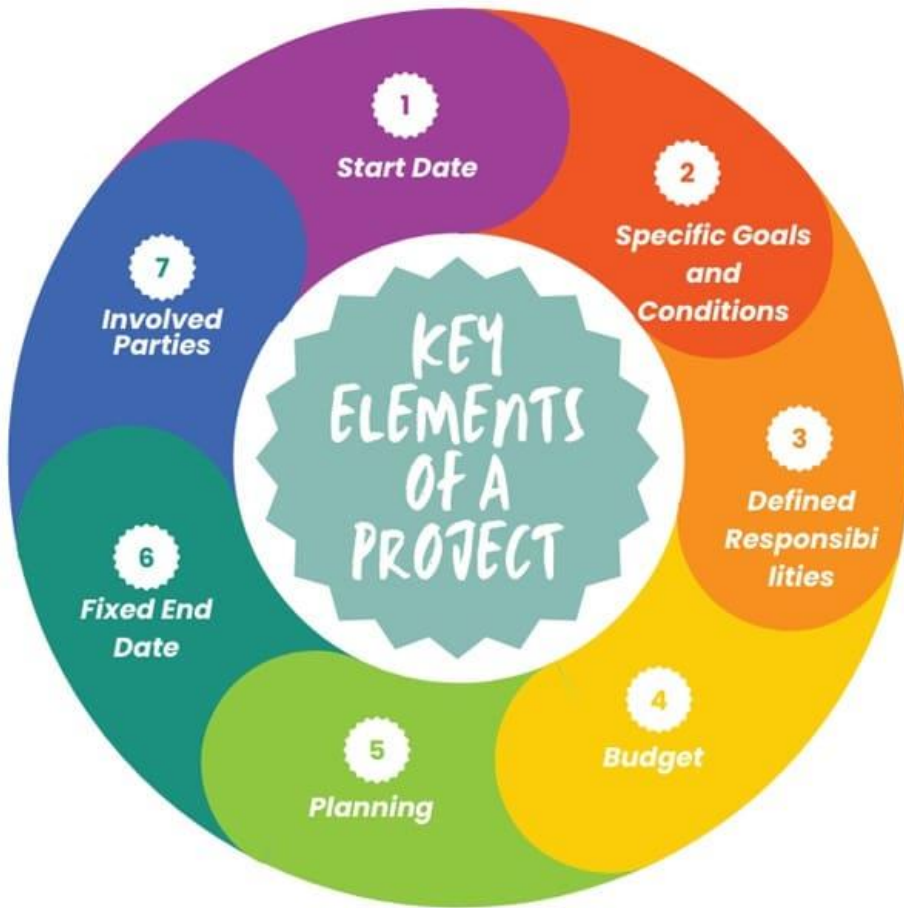 KEY
ELEMENTS
OF A
PROJECT
1
Start Date
2
Specific Goals
and
Conditions
3
Defined
Responsibi
lities
4
Budget
5
Planning
6
Fixed End
Date
7
Involved
Parties